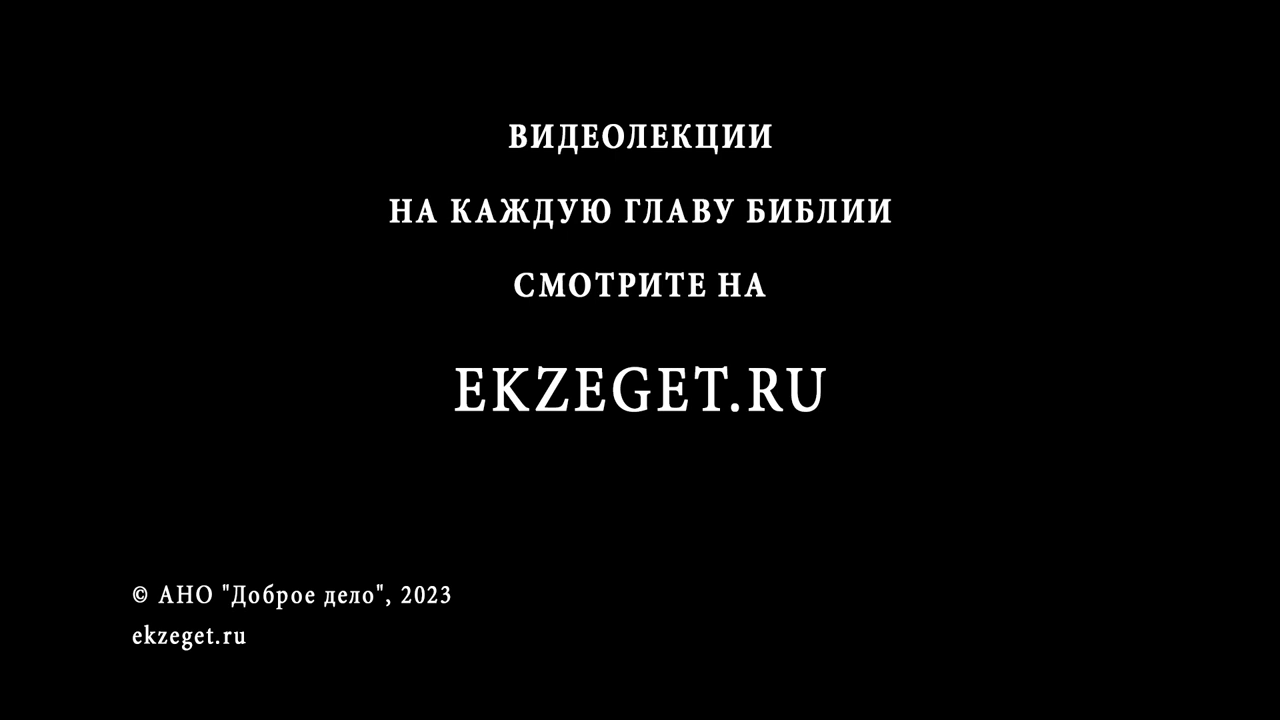 ВИДЕОЛЕКЦИИ
НА КАЖДУЮ ГЛАВУ БИБЛИИ
СМОТРИТЕ НА
EKZEGET.RU
© АНО "Доброе дело", 2023
ekzeget.ru